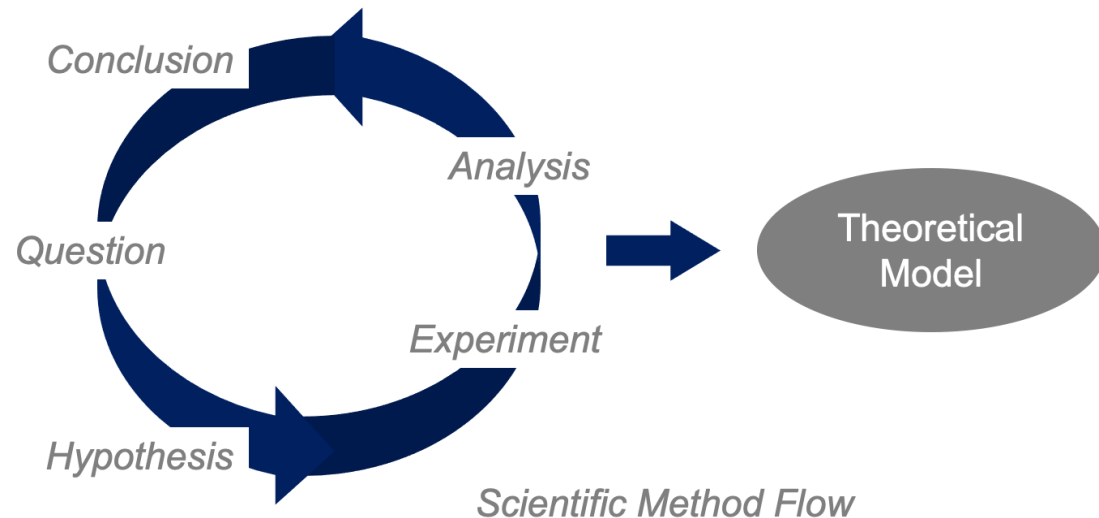 Conclusion
Analysis
Question
Theoretical
Model
Experiment
Hypothesis
Scientific Method Flow